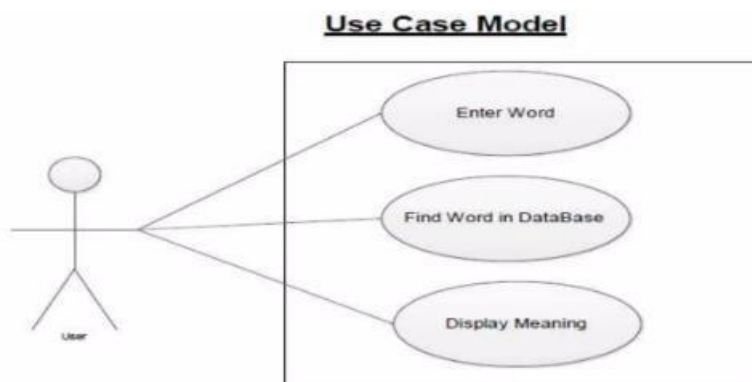 Use Case Model
Enter Word
Find Word in DataBase
Display Meaning
User